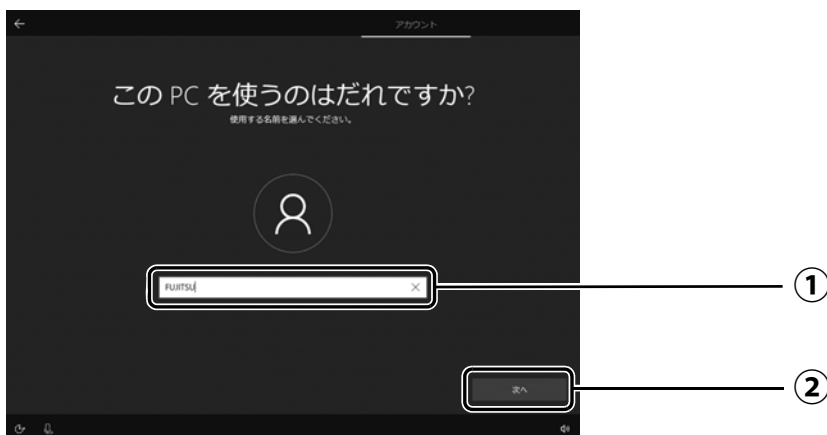 アカウント
この PC を使うのはだれですか?
使用する名前を選んでください。
FUJITSU
①
次へ
②